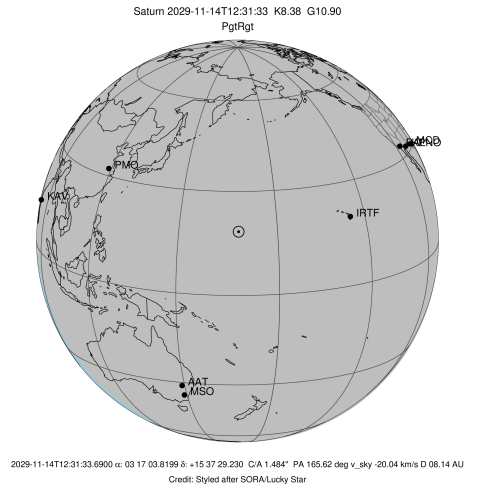 Saturn 2029-11-14T12:31:33 K8.38 G10.90
PgtRgt
MOD
PMO
KAV
IRTF
AAT
MSO
2029-11-14T12:31:33.6900 α: 03 17 03.8199 δ: +15 37 29.230 C/A 1.484" PA 165.62 deg v_sky -20.04 km/s D 08.14 AU
Credit: Styled after SORA/Lucky Star